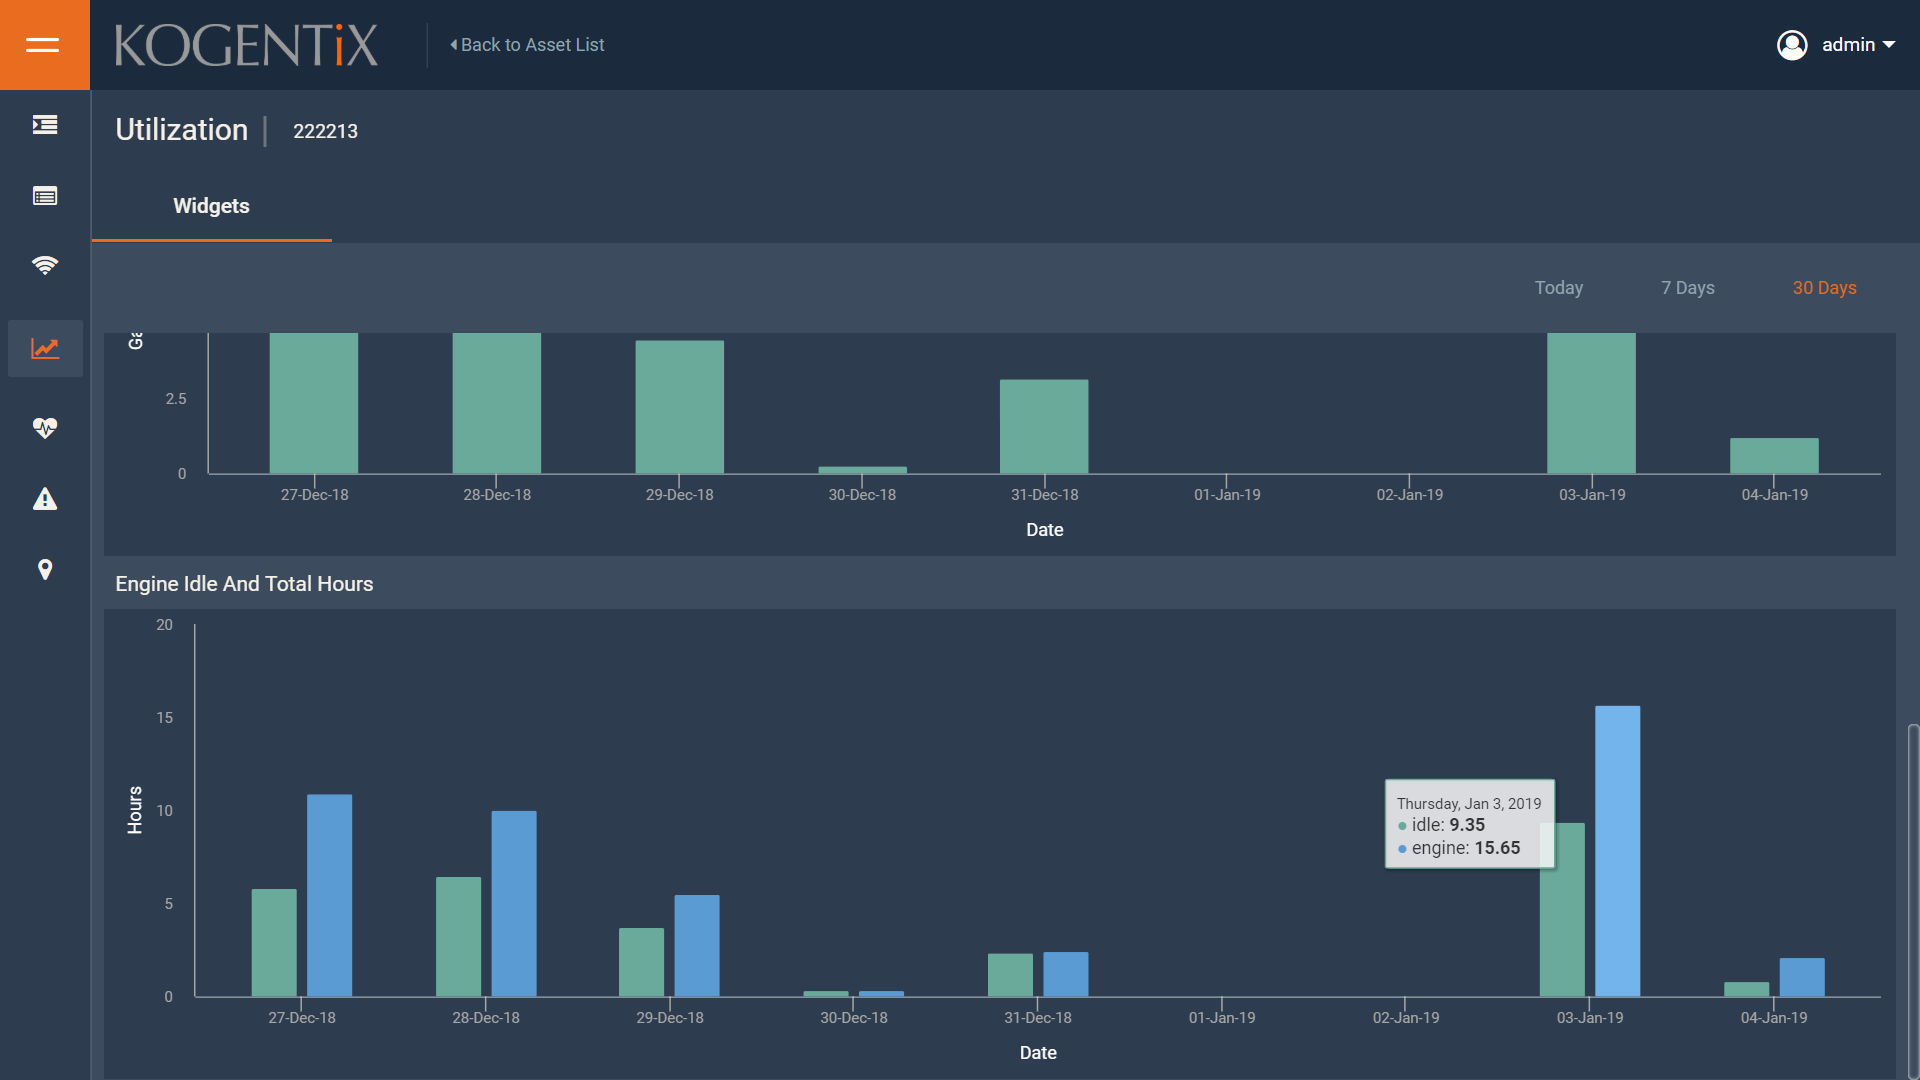 KOGENTiX
Back to Asset List
admin
Utilization | 222213
Widgets
Today 7 Days 30 Days
2.5
0
27-Dec-18 28-Dec-18 29-Dec-18 30-Dec-18 31-Dec-18 01-Jan-19 02-Jan-19 03-Jan-19 04-Jan-19
Date
Engine Idle And Total Hours
20
15
10
5
0
Hours
Thursday, Jan 3, 2019
idle: 9.35
engine: 15.65
27-Dec-18 28-Dec-18 29-Dec-18 30-Dec-18 31-Dec-18 01-Jan-19 02-Jan-19 03-Jan-19 04-Jan-19
Date